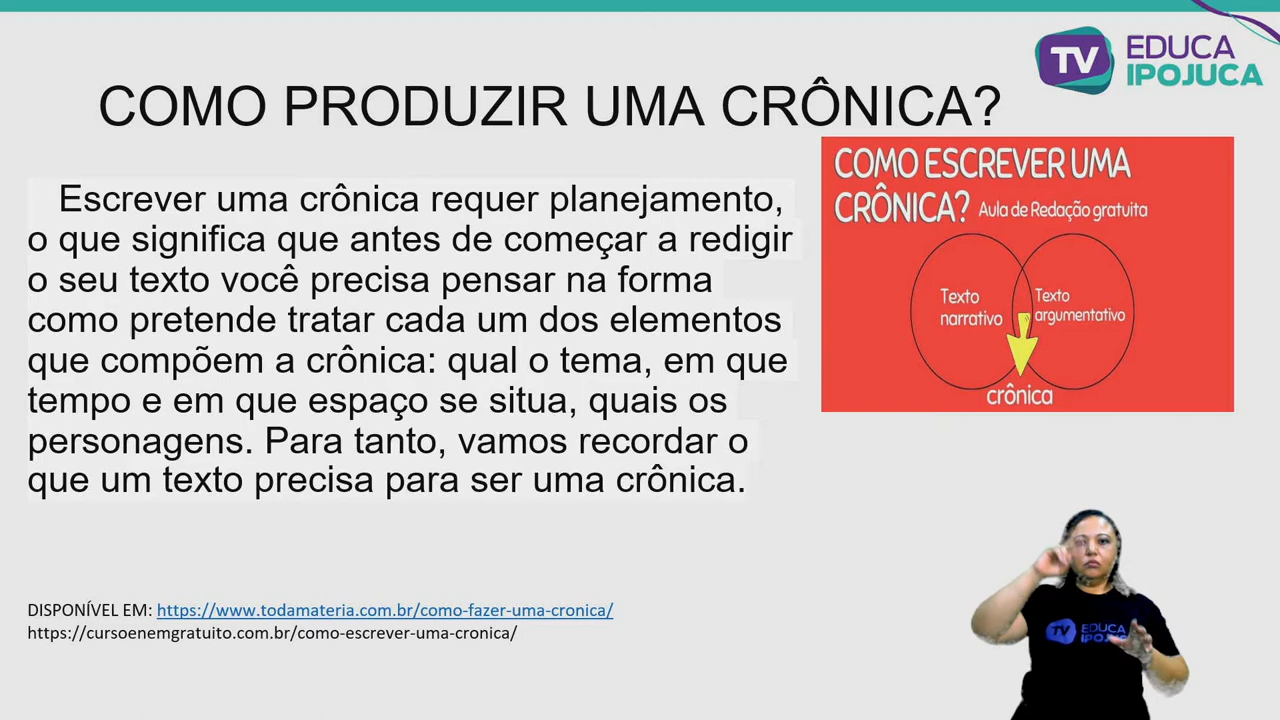 TV EDUCA
IPOJUCA
COMO PRODUZIR UMA CRÔNICA?
Escrever uma crônica requer planejamento,
o que significa que antes de começar a redigir
o seu texto você precisa pensar na forma
como pretende tratar cada um dos elementos
que compõem a crônica: qual o tema, em que
tempo e em que espaço se situa, quais os
personagens. Para tanto, vamos recordar o
que um texto precisa para ser uma crônica.
COMO ESCREVER UMA
CRÔNICA? Aula de Redação gratuita
Texto
narrativo
Texto
argumentativo
crônica
DISPONÍVEL EM: https://www.todamateria.com.br/como-fazer-uma-cronica/
https://cursoenemgratuito.com.br/como-escrever-uma-cronica/
TV EDUCA